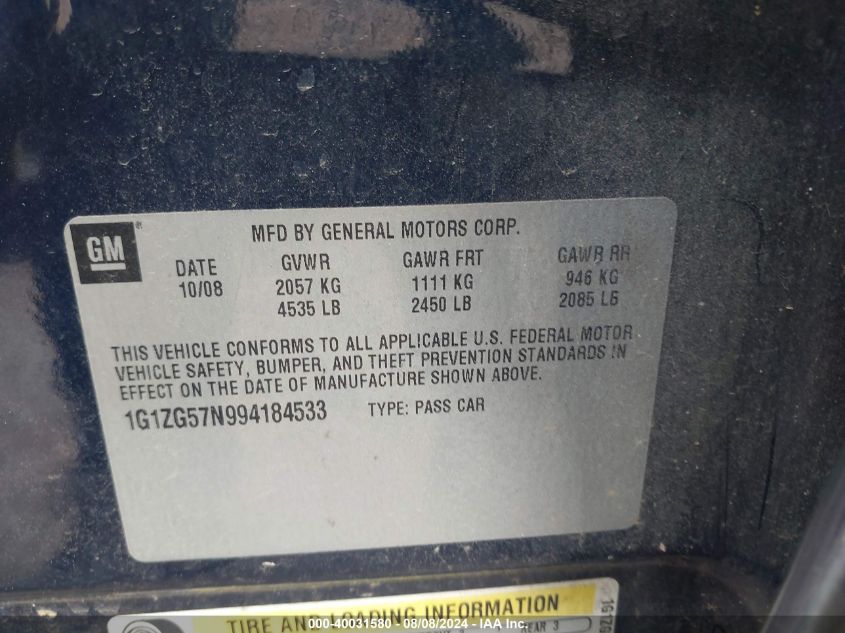 GM
MFD BY GENERAL MOTORS CORP.
DATE GVWR GAWR FRT GAWR RR
10/08 2057 KG 1111 KG 946 KG
4535 LB 2450 LB 2085 LB
THIS VEHICLE CONFORMS TO ALL APPLICABLE U.S. FEDERAL MOTOR
VEHICLE SAFETY, BUMPER, AND THEFT PREVENTION STANDARDS IN
EFFECT ON THE DATE OF MANUFACTURE SHOWN ABOVE.
1G1ZG57N994184533 TYPE: PASS CAR
TIRE AND LOADING INFORMATION
REAR 3
1G1ZG
000-40031580 - 08/08/2024 - IAA Inc.